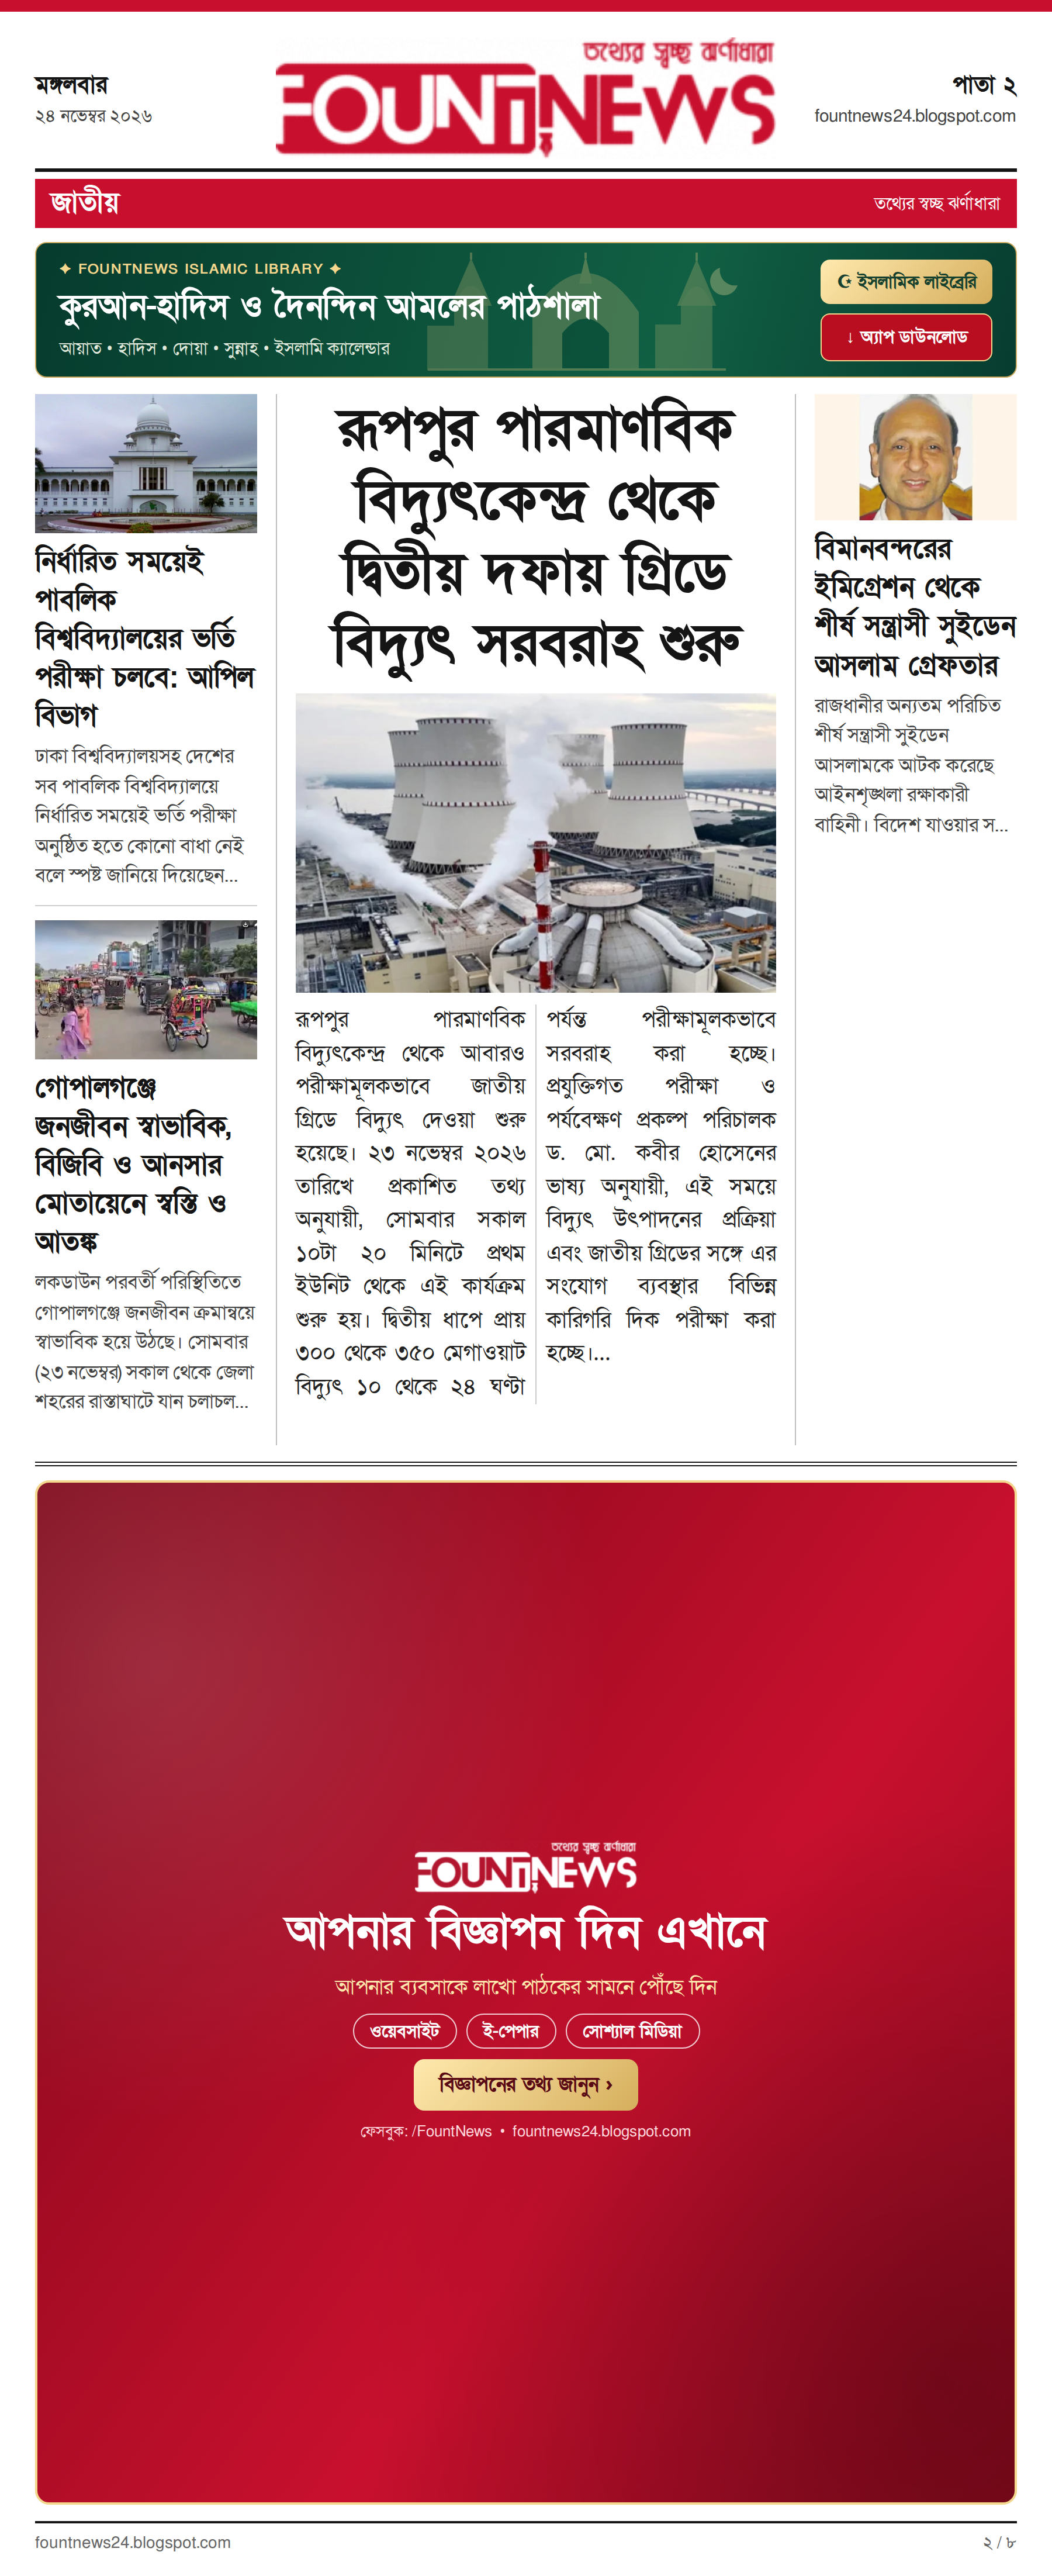 মঙ্গলবার
২৪ নভেম্বর ২০২৬
তথ্যের স্বচ্ছ ঝর্ণাধারা
FOUNTNEWS
পাতা ২
fountnews24.blogspot.com
জাতীয়
তথ্যের স্বচ্ছ ঝর্ণাধারা
✦ FOUNTNEWS ISLAMIC LIBRARY ✦
কুরআন-হাদিস ও দৈনন্দিন আমলের পাঠশালা
আয়াত • হাদিস • দোয়া • সুন্নাহ • ইসলামি ক্যালেন্ডার
☪ ইসলামিক লাইব্রেরি
↓ অ্যাপ ডাউনলোড
নির্ধারিত সময়েই
পাবলিক
বিশ্ববিদ্যালয়ের ভর্তি
পরীক্ষা চলবে: আপিল
বিভাগ
ঢাকা বিশ্ববিদ্যালয়সহ দেশের
সব পাবলিক বিশ্ববিদ্যালয়ে
নির্ধারিত সময়েই ভর্তি পরীক্ষা
অনুষ্ঠিত হতে কোনো বাধা নেই
বলে স্পষ্ট জানিয়ে দিয়েছেন...
গোপালগঞ্জে
জনজীবন স্বাভাবিক,
বিজিবি ও আনসার
মোতায়েনে স্বস্তি ও
আতঙ্ক
লকডাউন পরবর্তী পরিস্থিতিতে
গোপালগঞ্জে জনজীবন ক্রমান্বয়ে
স্বাভাবিক হয়ে উঠছে। সোমবার
(২৩ নভেম্বর) সকাল থেকে জেলা
শহরের রাস্তাঘাটে যান চলাচল...
রূপপুর পারমাণবিক
বিদ্যুৎকেন্দ্র থেকে
দ্বিতীয় দফায় গ্রিডে
বিদ্যুৎ সরবরাহ শুরু
রূপপুর পারমাণবিক
বিদ্যুৎকেন্দ্র থেকে আবারও
পরীক্ষামূলকভাবে জাতীয়
গ্রিডে বিদ্যুৎ দেওয়া শুরু
হয়েছে। ২৩ নভেম্বর ২০২৬
তারিখে প্রকাশিত তথ্য
অনুযায়ী, সোমবার সকাল
১০টা ২০ মিনিটে প্রথম
ইউনিট থেকে এই কার্যক্রম
শুরু হয়। দ্বিতীয় ধাপে প্রায়
৩০০ থেকে ৩৫০ মেগাওয়াট
বিদ্যুৎ ১০ থেকে ২৪ ঘণ্টা
পর্যন্ত পরীক্ষামূলকভাবে
সরবরাহ করা হচ্ছে।
প্রযুক্তিগত পরীক্ষা ও
পর্যবেক্ষণ প্রকল্প পরিচালক
ড. মো. কবীর হোসেনের
ভাষ্য অনুযায়ী, এই সময়ে
বিদ্যুৎ উৎপাদনের প্রক্রিয়া
এবং জাতীয় গ্রিডের সঙ্গে এর
সংযোগ ব্যবস্থার বিভিন্ন
কারিগরি দিক পরীক্ষা করা
হচ্ছে।...
বিমানবন্দরের
ইমিগ্রেশন থেকে
শীর্ষ সন্ত্রাসী সুইডেন
আসলাম গ্রেফতার
রাজধানীর অন্যতম পরিচিত
শীর্ষ সন্ত্রাসী সুইডেন
আসলামকে আটক করেছে
আইনশৃঙ্খলা রক্ষাকারী
বাহিনী। বিদেশ যাওয়ার স...
তথ্যের স্বচ্ছ ঝর্ণাধারা
FOUNTNEWS
আপনার বিজ্ঞাপন দিন এখানে
আপনার ব্যবসাকে লাখো পাঠকের সামনে পৌঁছে দিন
ওয়েবসাইট ই-পেপার সোশ্যাল মিডিয়া
বিজ্ঞাপনের তথ্য জানুন ›
ফেসবুক: /FountNews • fountnews24.blogspot.com
fountnews24.blogspot.com
২ / ৮